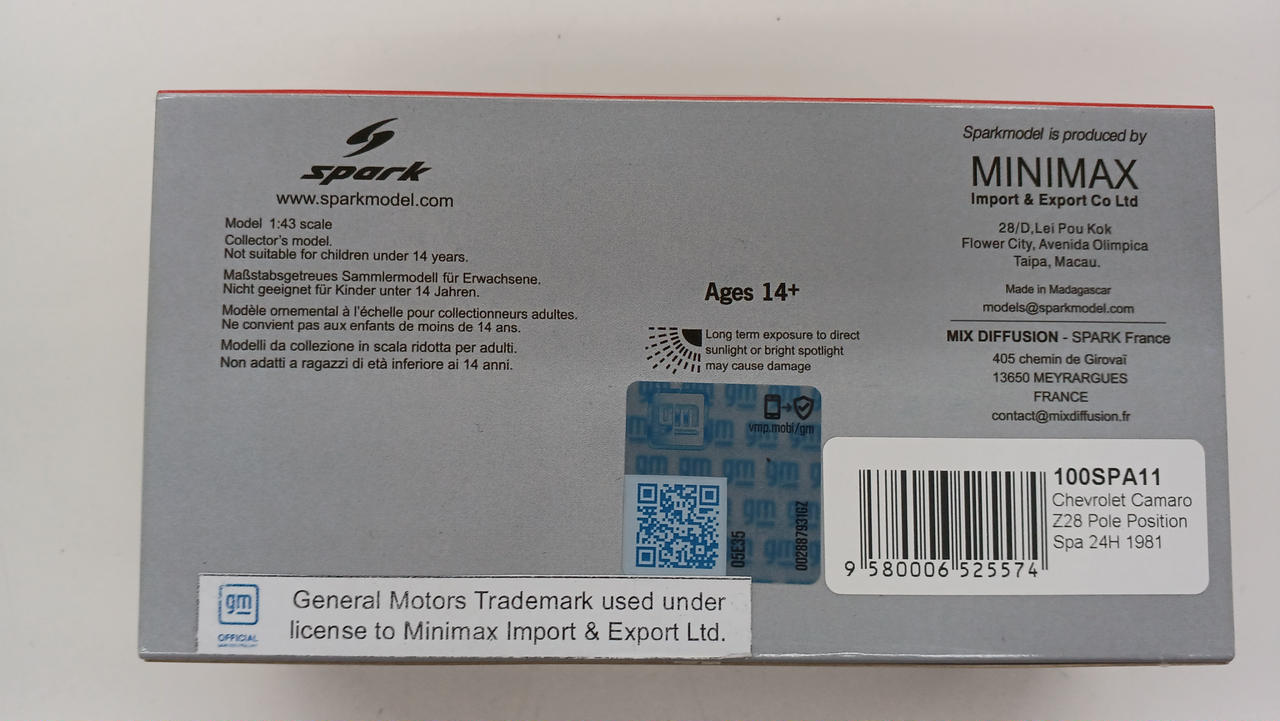 spark
www.sparkmodel.com
Model 1:43 scale
Collector's model.
Not suitable for children under 14 years.
Maßstabsgetreues Sammlermodell für Erwachsene.
Nicht geeignet für Kinder unter 14 Jahren.
Modèle ornemental à l'échelle pour collectionneurs adultes.
Ne convient pas aux enfants de moins de 14 ans.
Modelli da collezione in scala ridotta per adulti.
Non adatti a ragazzi di età inferiore ai 14 anni.
Ages 14+
Long term exposure to direct
sunlight or bright spotlight
may cause damage
gm
vmp.mobi/gm
05E35
00288793162
Sparkmodel is produced by
MINIMAX
Import & Export Co Ltd
28/D,Lei Pou Kok
Flower City, Avenida Olimpica
Taipa, Macau.
Made in Madagascar
models@sparkmodel.com
MIX DIFFUSION - SPARK France
405 chemin de Girovaï
13650 MEYRARGUES
FRANCE
contact@mixdiffusion.fr
100SPA11
Chevrolet Camaro
Z28 Pole Position
Spa 24H 1981
9 580006 525574
gm
OFFICIAL
General Motors Trademark used under
license to Minimax Import & Export Ltd.